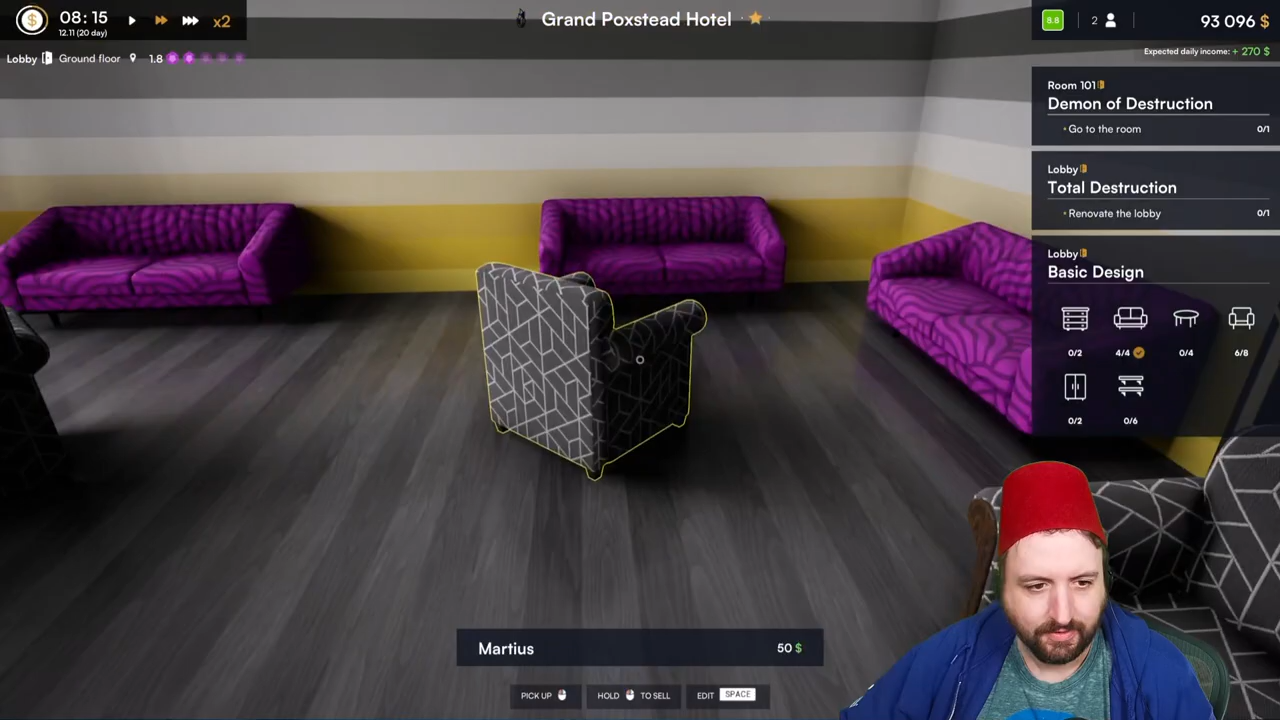 08:15
x2
12.11 (20 day)
Lobby
Ground floor
1.8
Grand Poxstead Hotel
8.8
2
93 096 $
Expected daily income: + 270 $
Room 101
Demon of Destruction
• Go to the room 0/1
Lobby
Total Destruction
• Renovate the lobby 0/1
Lobby
Basic Design
0/2 4/4 0/4 6/8
0/2 0/6
Martius 50 $
PICK UP HOLD TO SELL EDIT SPACE